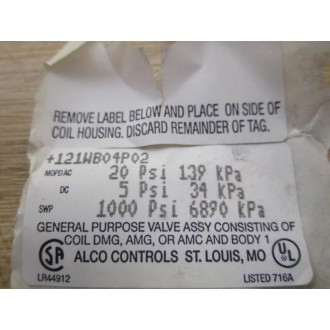 REMOVE LABEL BELOW AND PLACE ON SIDE OF
COIL HOUSING. DISCARD REMAINDER OF TAG.
+121WB04P02
MOPD AC 20 Psi 139 kPa
DC 5 Psi 34 kPa
SWP 1000 Psi 6890 kPa
GENERAL PURPOSE VALVE ASSY CONSISTING OF
COIL DMG, AMG, OR AMC AND BODY 1
SA ALCO CONTROLS ST. LOUIS, MO UL
LR44912 LISTED 716A